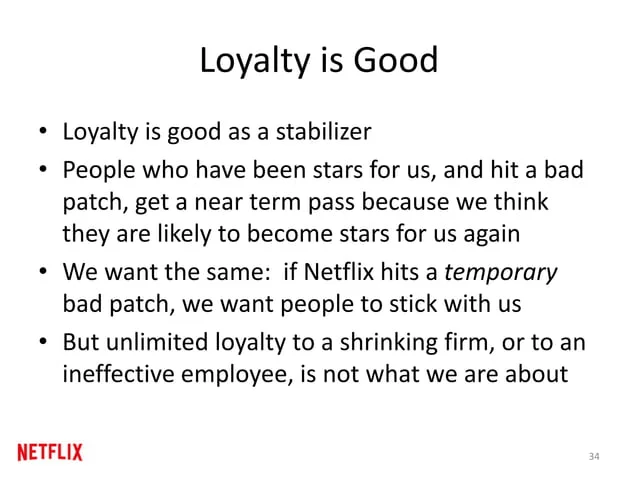 Loyalty is Good
• Loyalty is good as a stabilizer
• People who have been stars for us, and hit a bad
patch, get a near term pass because we think
they are likely to become stars for us again
• We want the same:  if Netflix hits a temporary
bad patch, we want people to stick with us
• But unlimited loyalty to a shrinking firm, or to an
ineffective employee, is not what we are about
NETFLIX
34